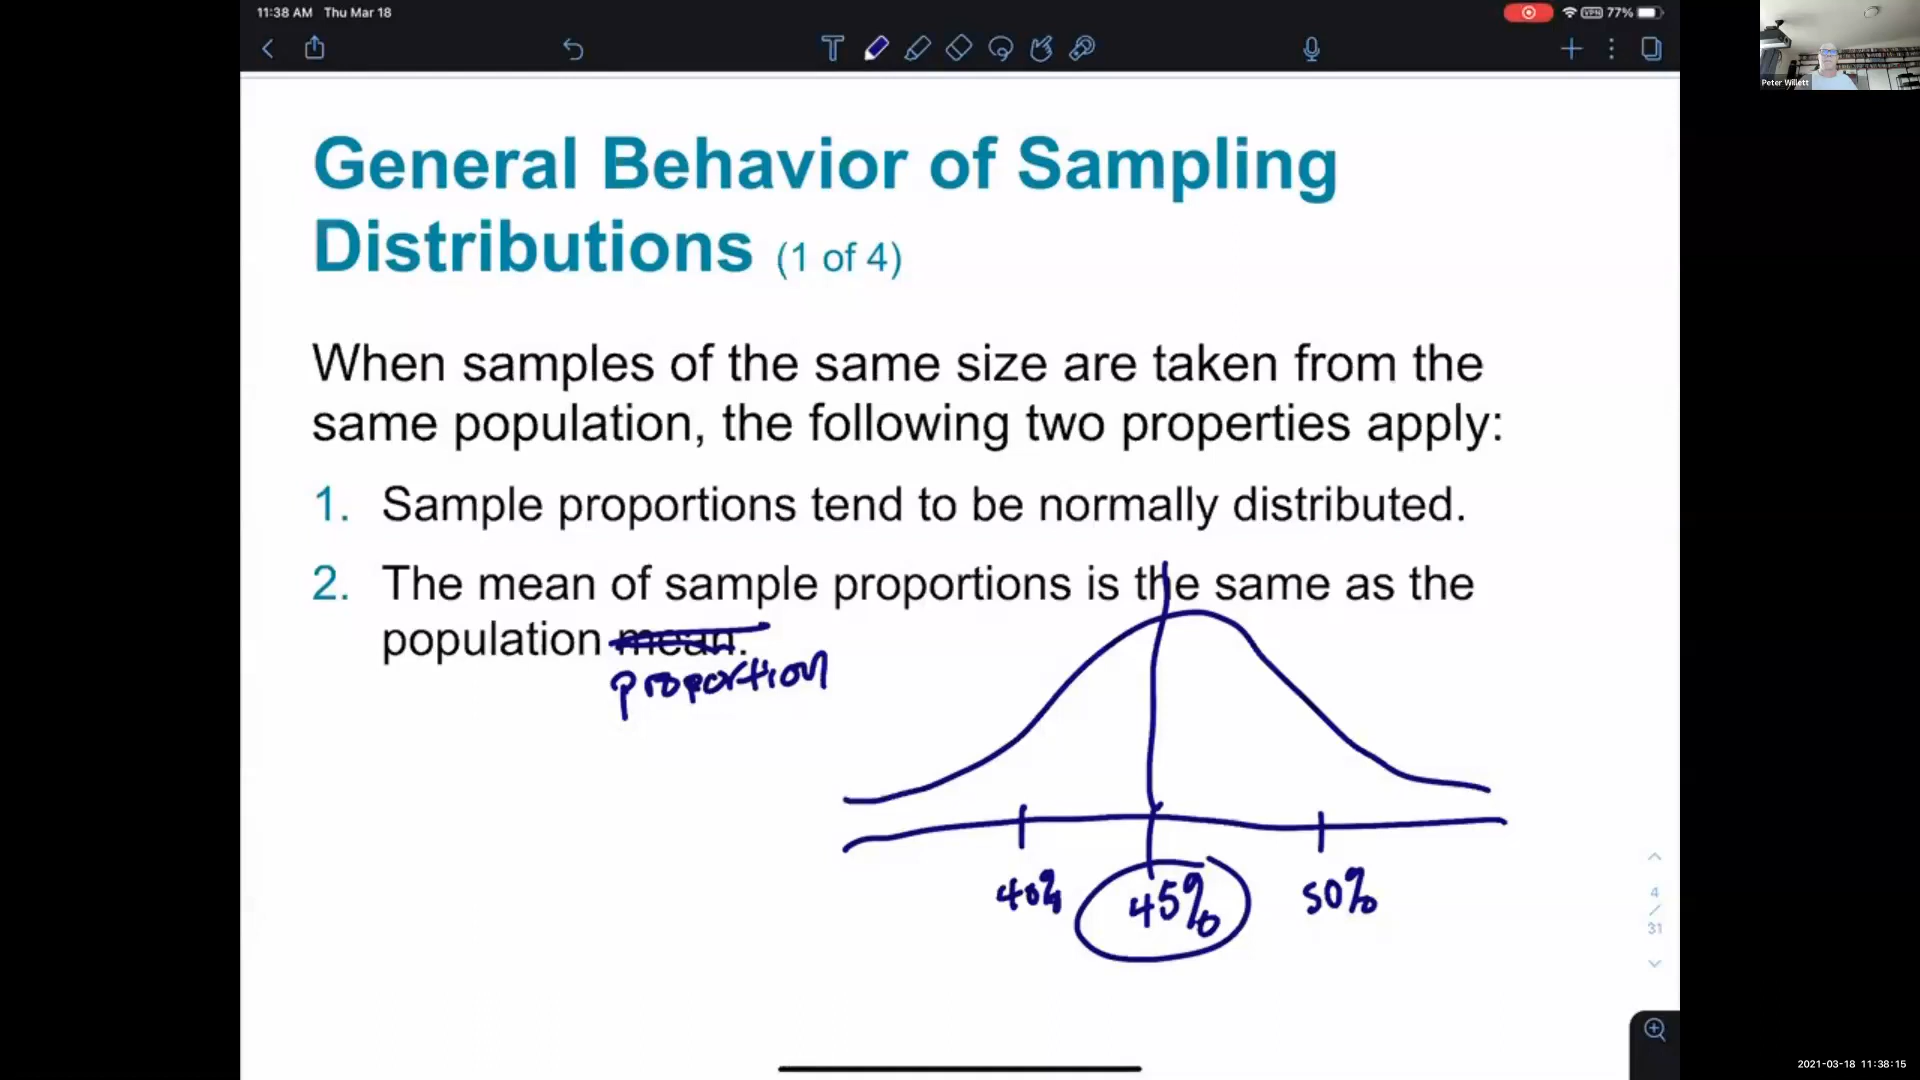 11:38 AM Thu Mar 18
VPN 77%
Peter Willett
General Behavior of Sampling
Distributions (1 of 4)
When samples of the same size are taken from the
same population, the following two properties apply:
1. Sample proportions tend to be normally distributed.
2. The mean of sample proportions is the same as the
population mean.
proportion
40% 45% 50%
4
/
31
2021-03-18 11:38:15